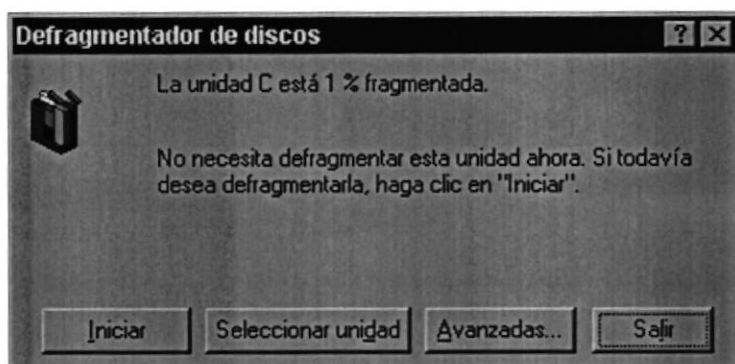 Defragmentador de discos
La unidad C está 1 % fragmentada.
No necesita defragmentar esta unidad ahora. Si todavía
desea defragmentarla, haga clic en "Iniciar".
Iniciar
Seleccionar unidad
Avanzadas...
Salir